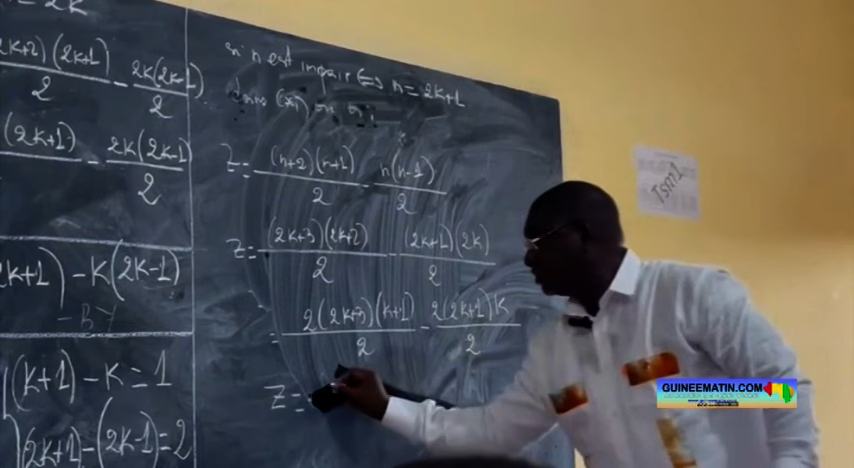 = 2K
2K+2)(2K+1) / 2 - 2K(2K-1) / 2
(2K+1) - 2K(2K-1) / 2
2K+1) - K(2K-1)
(K+1) - K = 1
2K+1 - (2K-1) = 2
n est impair ⟺ n = 2K+1
Z = (n+2)(n+1) / 2 - n(n-1) / 2
Z = (2K+3)(2K+2) / 2 - (2K+1)(2K) / 2
= 2(2K+3)(K+1) / 2 - 2(2K+1)K / 2
Z =
TSM1
GUINEEMATIN.COM